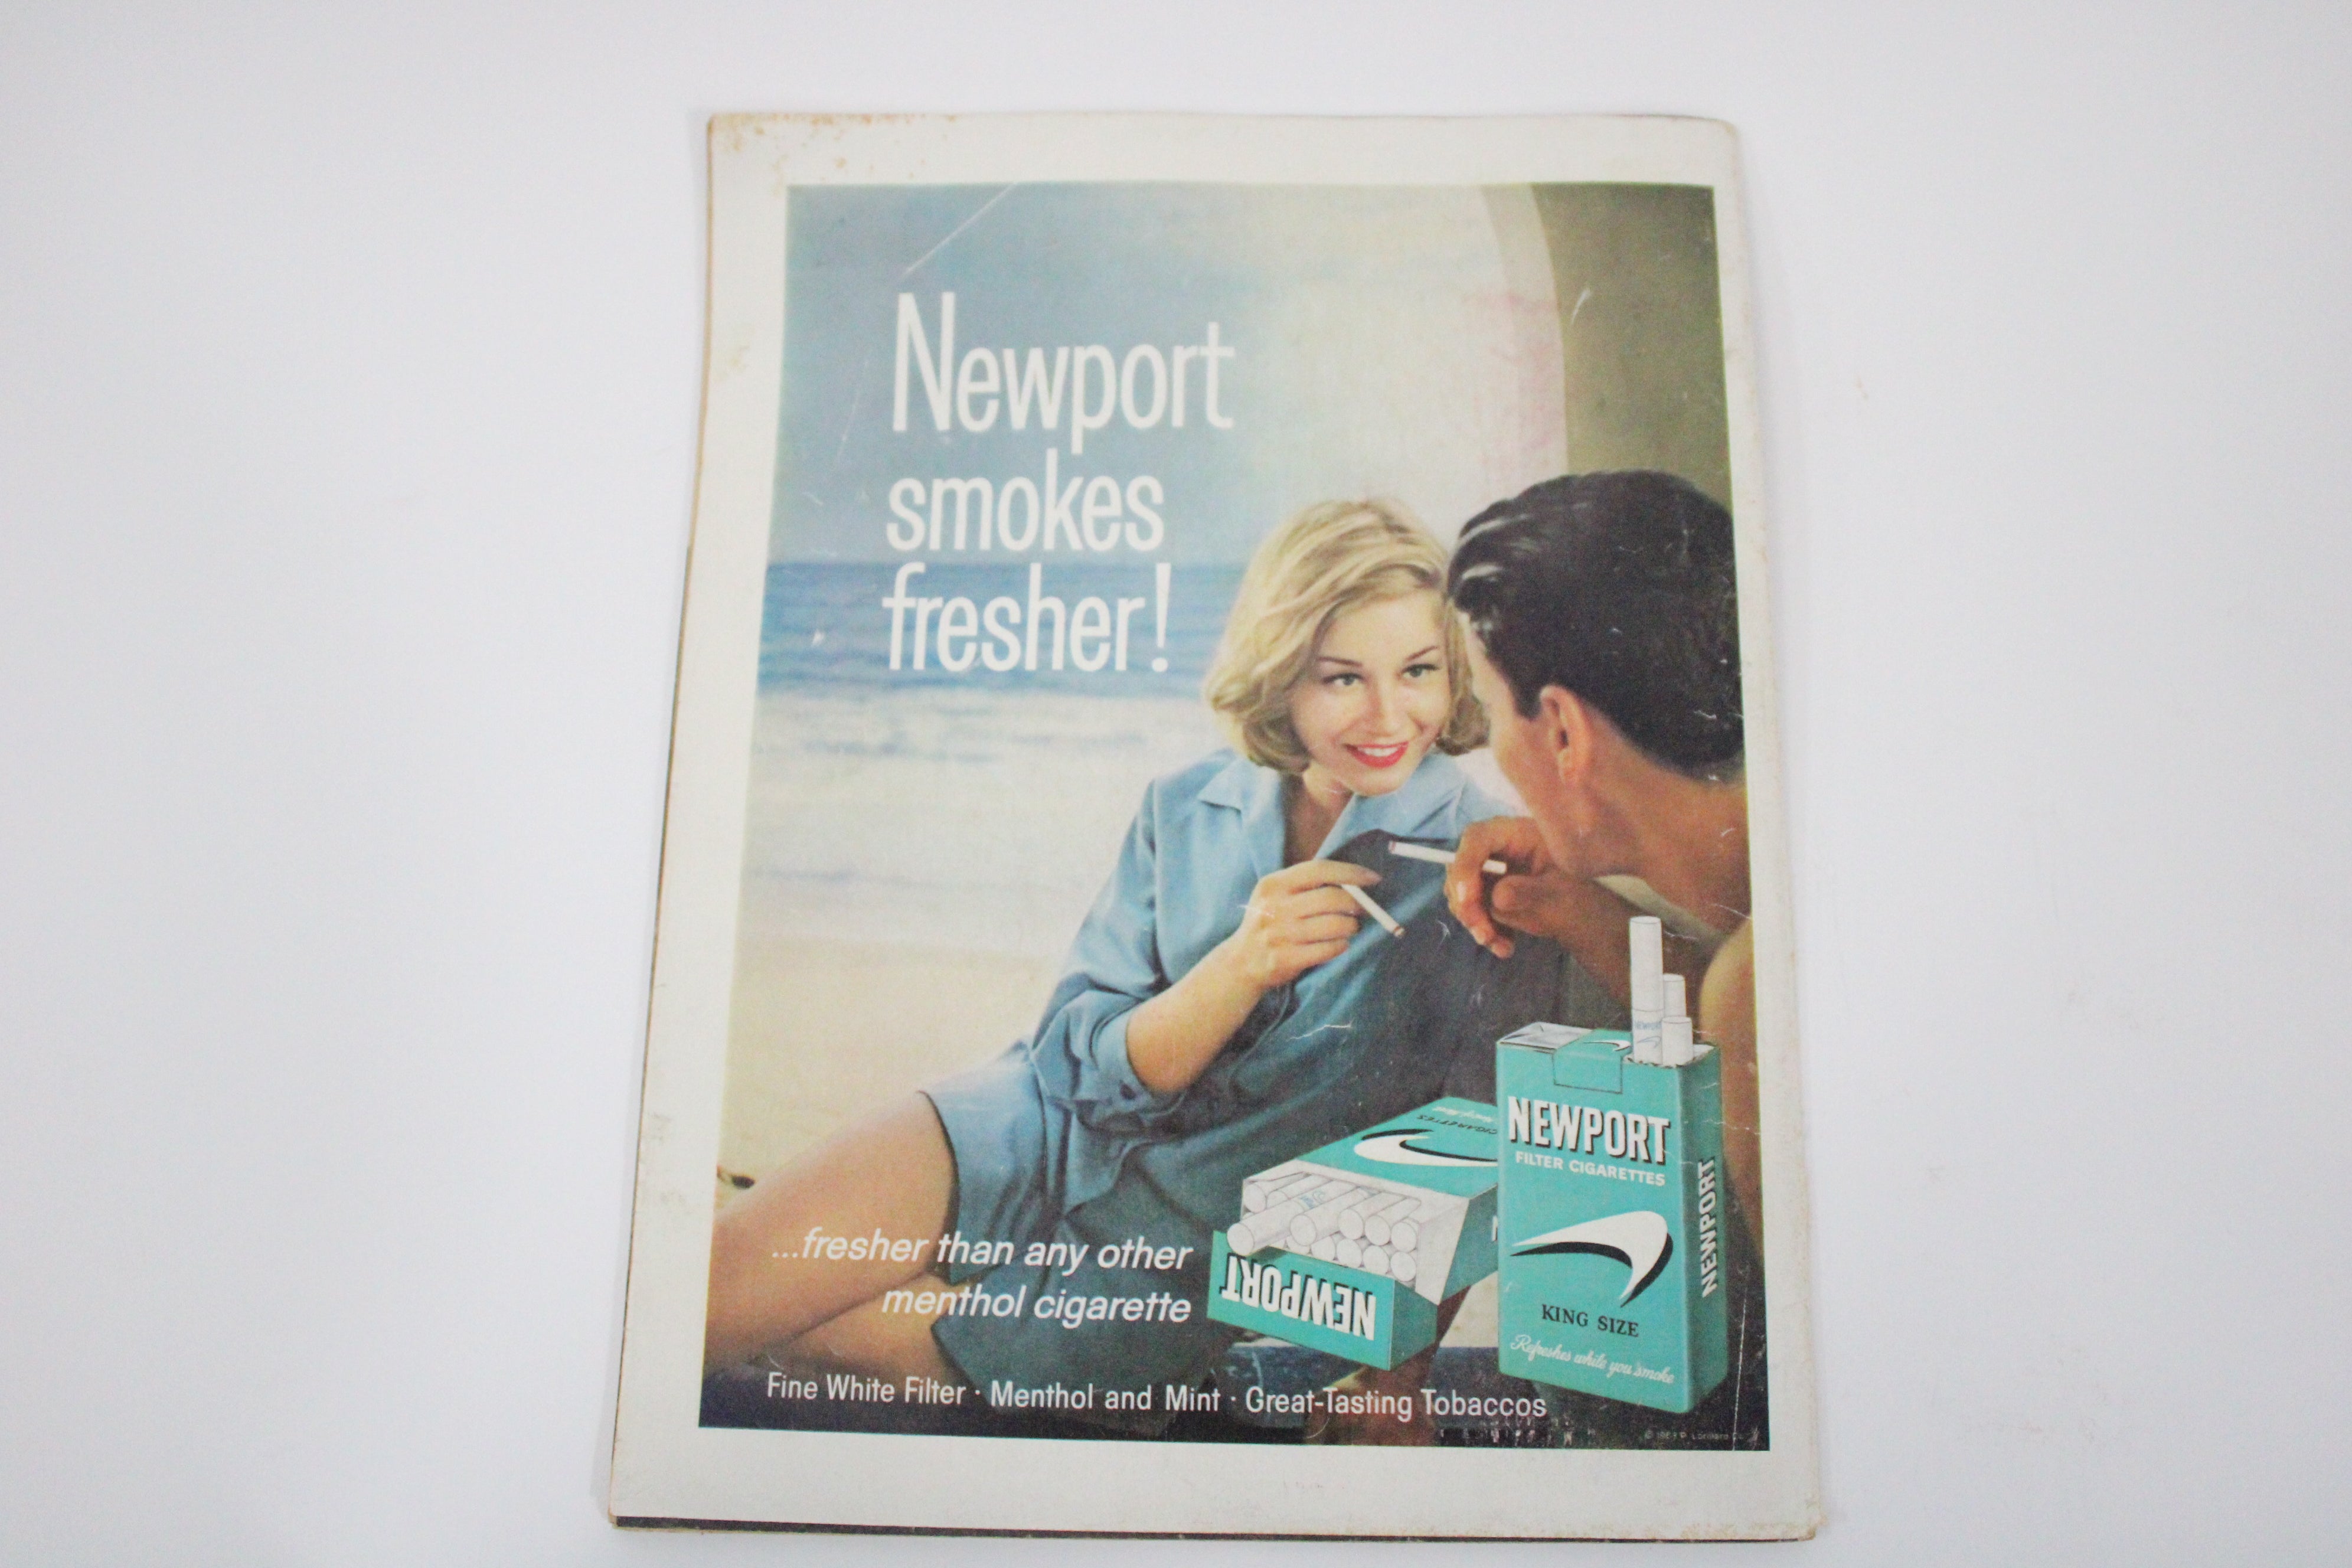 Newport
smokes
fresher!
...fresher than any other
menthol cigarette
NEWPORT
CIGARETTES
NEWPORT
FILTER CIGARETTES
NEWPORT
KING SIZE
Refreshes while you smoke
Fine White Filter · Menthol and Mint · Great-Tasting Tobaccos